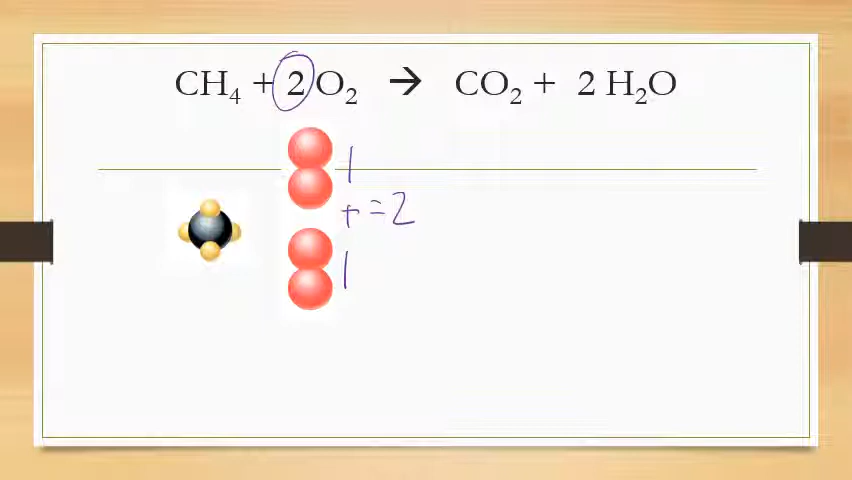 CH₄ + 2 O₂ → CO₂ + 2 H₂O
1
+ = 2
1